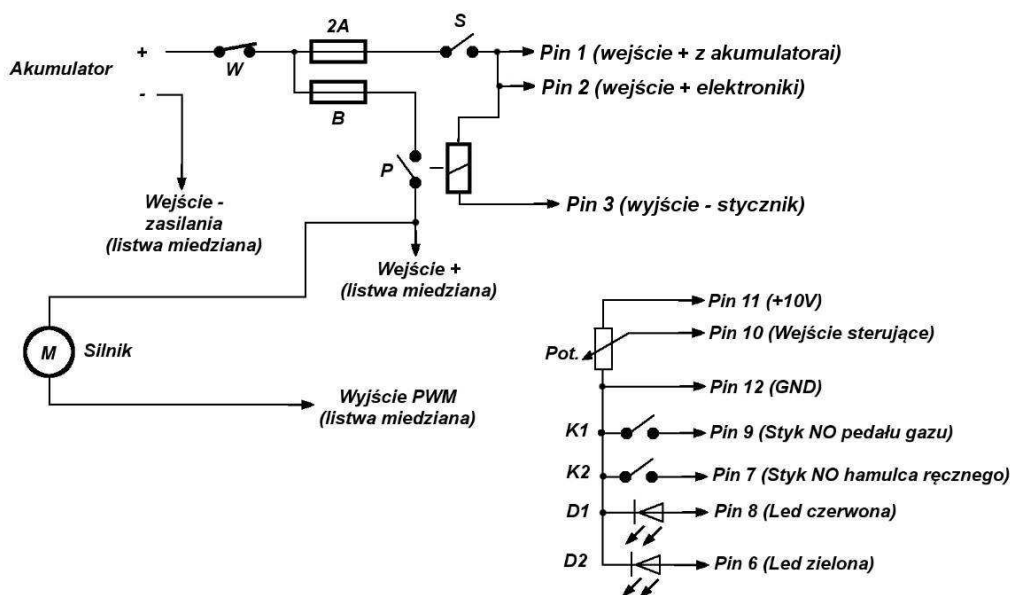 2A
S
+
Pin 1 (wejście + z akumulatorai)
Akumulator
W
Pin 2 (wejście + elektroniki)
-
B
P
Wejście -
zasilania
(listwa miedziana)
Pin 3 (wyjście - stycznik)
Wejście +
(listwa miedziana)
Pin 11 (+10V)
Pin 10 (Wejście sterujące)
M
Silnik
Pot.
Pin 12 (GND)
Wyjście PWM
(listwa miedziana)
K1
Pin 9 (Styk NO pedału gazu)
K2
Pin 7 (Styk NO hamulca ręcznego)
D1
Pin 8 (Led czerwona)
D2
Pin 6 (Led zielona)